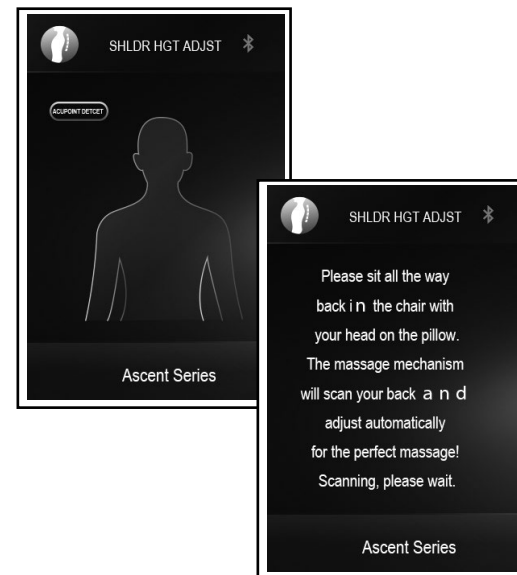 SHLDR HGT ADJST
ACUPOINT DETCET
Ascent Series
SHLDR HGT ADJST
Please sit all the way
back in the chair with
your head on the pillow.
The massage mechanism
will scan your back and
adjust automatically
for the perfect massage!
Scanning, please wait.
Ascent Series